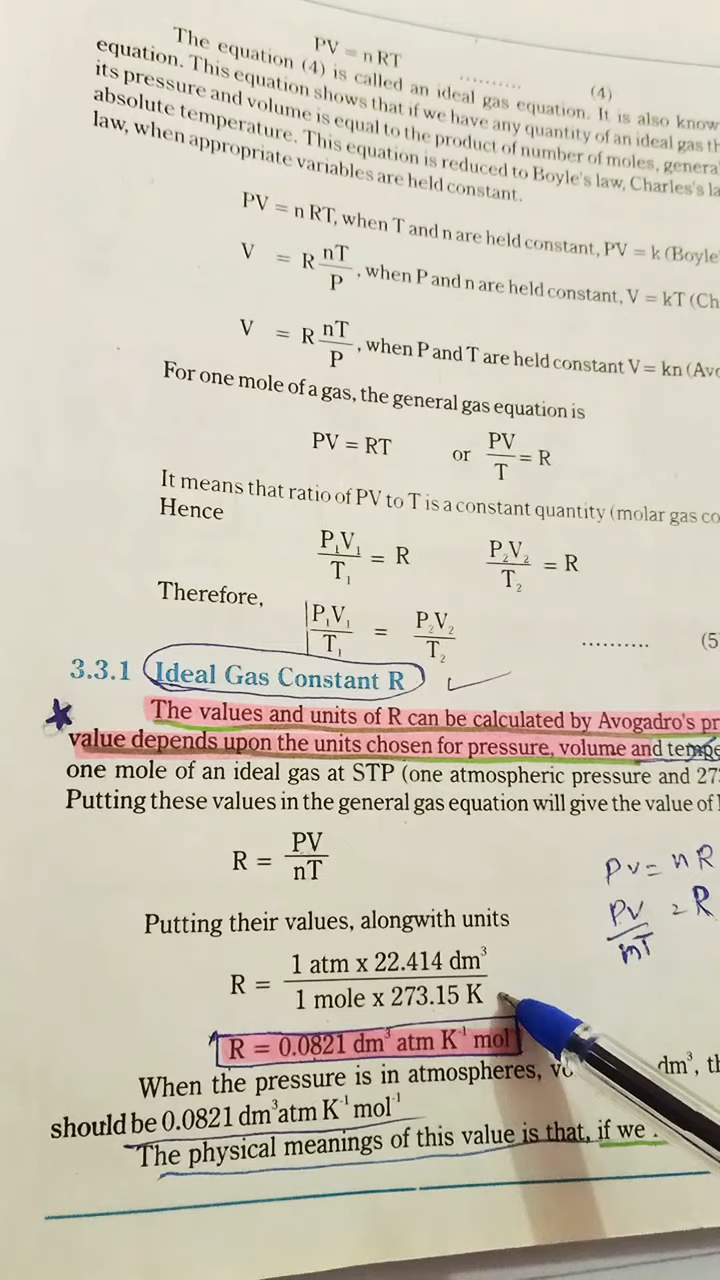 PV = n RT .......... (4)
The equation (4) is called an ideal gas equation. It is also know
equation. This equation shows that if we have any quantity of an ideal gas th
its pressure and volume is equal to the product of number of moles, genera
absolute temperature. This equation is reduced to Boyle's law, Charles's la
law, when appropriate variables are held constant.
PV = n RT, when T and n are held constant, PV = k (Boyle'
V = R nT/P , when P and n are held constant, V = kT (Ch
V = R nT/P , when P and T are held constant V = kn (Avo
For one mole of a gas, the general gas equation is
PV = RT or PV/T = R
It means that ratio of PV to T is a constant quantity (molar gas co
Hence
P₁V₁/T₁ = R P₂V₂/T₂ = R
Therefore,
P₁V₁/T₁ = P₂V₂/T₂ .......... (5
3.3.1 Ideal Gas Constant R
The values and units of R can be calculated by Avogadro's pr
value depends upon the units chosen for pressure, volume and tempe
one mole of an ideal gas at STP (one atmospheric pressure and 27
Putting these values in the general gas equation will give the value of
R = PV/nT
PV = nR
Putting their values, alongwith units
PV/nT = R
R = 1 atm x 22.414 dm³ / 1 mole x 273.15 K
R = 0.0821 dm³ atm K⁻¹ mol
When the pressure is in atmospheres, vo dm³, th
should be 0.0821 dm³atm K⁻¹mol⁻¹
The physical meanings of this value is that, if we